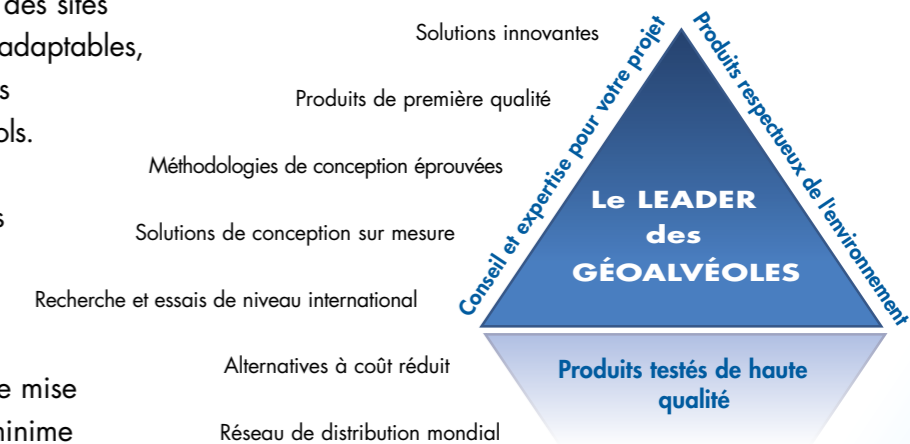 des sites
adaptables,
s
ols.
s
e mise
minime
Solutions innovantes
Produits de première qualité
Méthodologies de conception éprouvées
Solutions de conception sur mesure
Recherche et essais de niveau international
Alternatives à coût réduit
Réseau de distribution mondial
Conseil et expertise pour votre projet
Produits respectueux de l'environnement
Le LEADER
des
GÉOALVÉOLES
Produits testés de haute
qualité